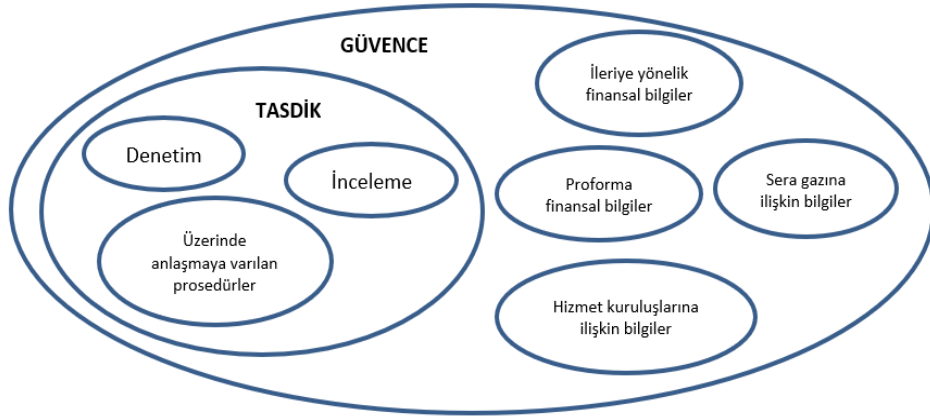 GÜVENCE
TASDİK
Denetim
İnceleme
Üzerinde
anlaşmaya varılan
prosedürler
İleriye yönelik
finansal bilgiler
Proforma
finansal bilgiler
Sera gazına
ilişkin bilgiler
Hizmet kuruluşlarına
ilişkin bilgiler